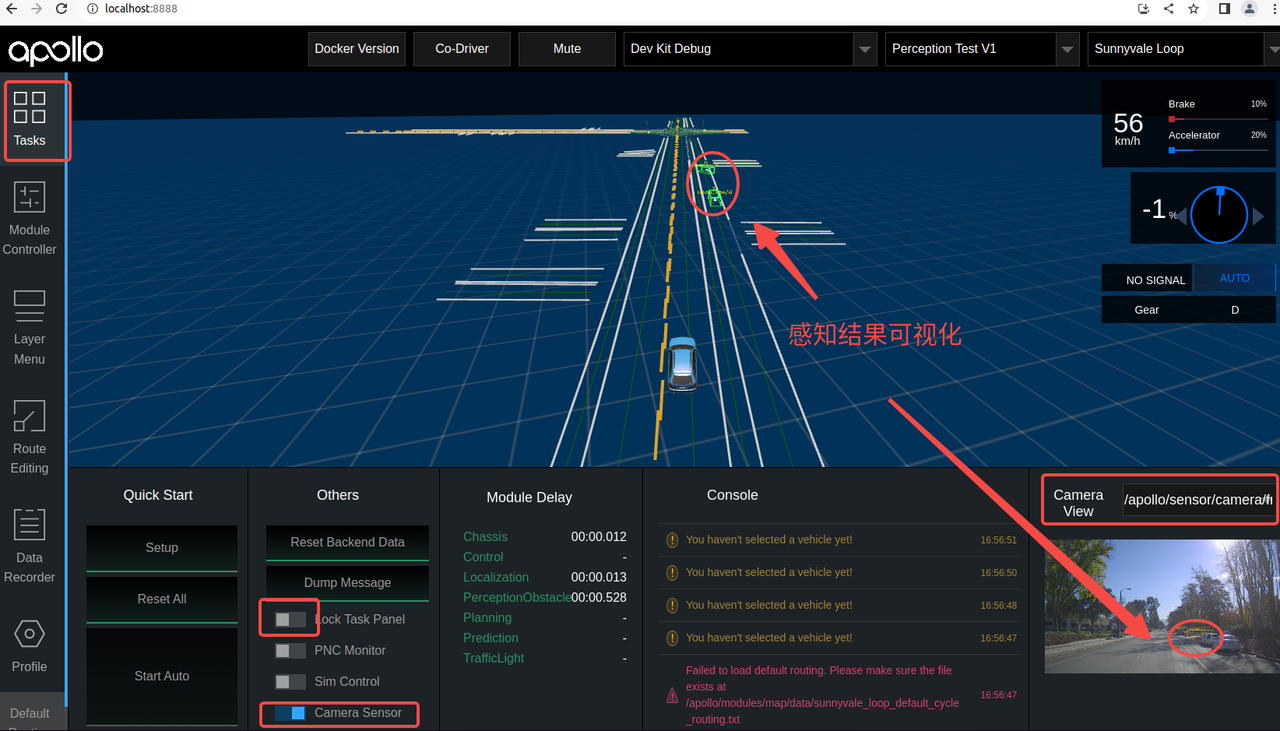 localhost:8888
apollo
Docker Version
Co-Driver
Mute
Dev Kit Debug
Perception Test V1
Sunnyvale Loop
Tasks
Module
Controller
Layer
Menu
Route
Editing
Data
Recorder
Profile
Default
56
km/h
Brake
10%
Accelerator
20%
-1 %
NO SIGNAL
AUTO
Gear
D
感知结果可视化
Quick Start
Setup
Reset All
Start Auto
Others
Reset Backend Data
Dump Message
Lock Task Panel
PNC Monitor
Sim Control
Camera Sensor
Module Delay
Chassis 00:00.012
Control -
Localization 00:00.013
PerceptionObstacle 00:00.528
Planning -
Prediction -
TrafficLight -
Console
You haven't selected a vehicle yet! 16:56:51
You haven't selected a vehicle yet! 16:56:50
You haven't selected a vehicle yet! 16:56:48
You haven't selected a vehicle yet! 16:56:47
Failed to load default routing. Please make sure the file
exists at
/apollo/modules/map/data/sunnyvale_loop_default_cycle
_routing.txt
16:56:47
Camera
View
/apollo/sensor/camera/fr